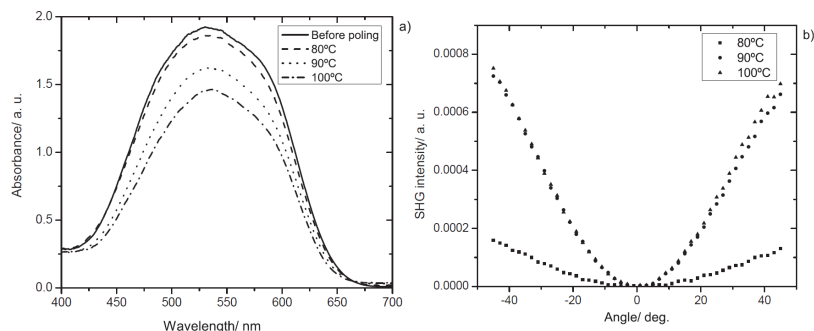 a)
Before poling
80ºC
90ºC
100ºC
2.0
1.5
1.0
0.5
0.0
Absorbance/ a. u.
400 450 500 550 600 650 700
Wavelength/ nm
b)
80ºC
90ºC
100ºC
0.0008
0.0006
0.0004
0.0002
0.0000
SHG intensity/ a. u.
-40 -20 0 20 40
Angle/ deg.